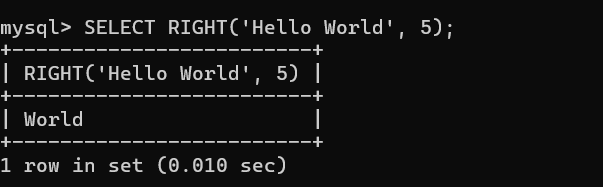 mysql> SELECT RIGHT('Hello World', 5);
+-------------------------+
| RIGHT('Hello World', 5) |
+-------------------------+
| World                   |
+-------------------------+
1 row in set (0.010 sec)